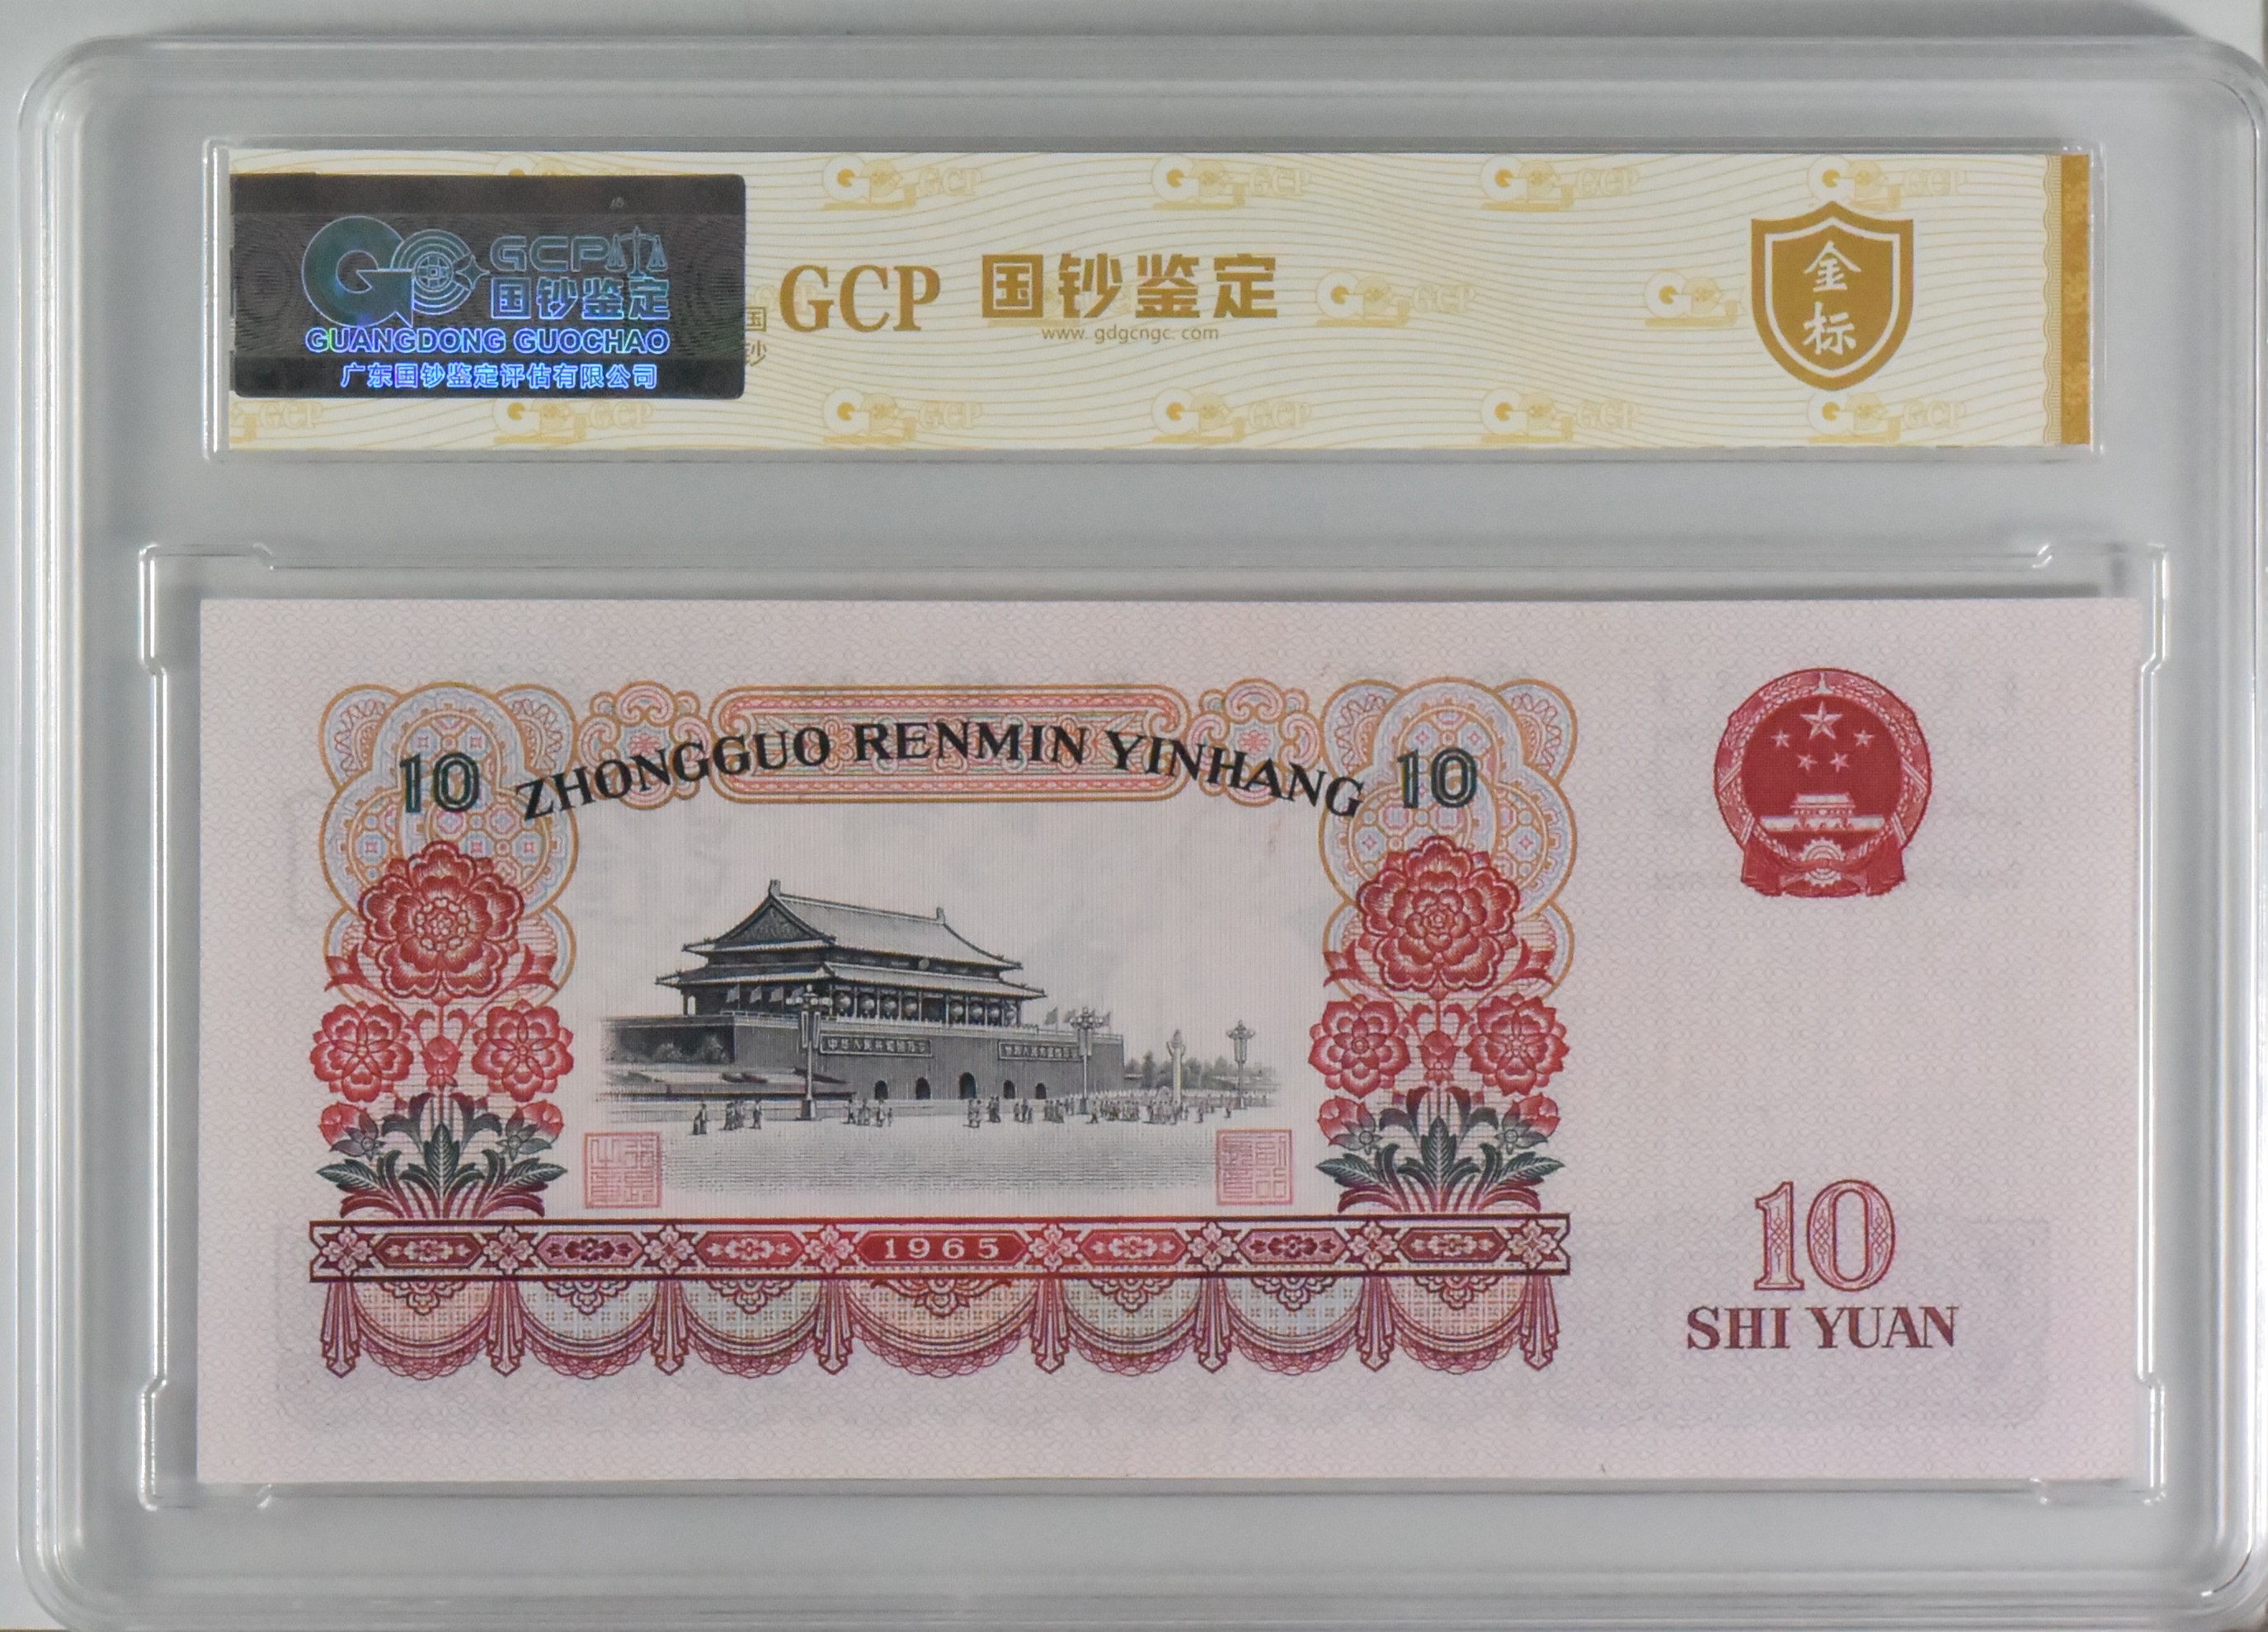 GCP
国钞鉴定
GUANGDONG GUOCHAO
广东国钞鉴定评估有限公司
国
钞
GCP 国钞鉴定
www. gdgcngc. com
金
标
10 ZHONGGUO RENMIN YINHANG 10
1965
10
SHI YUAN